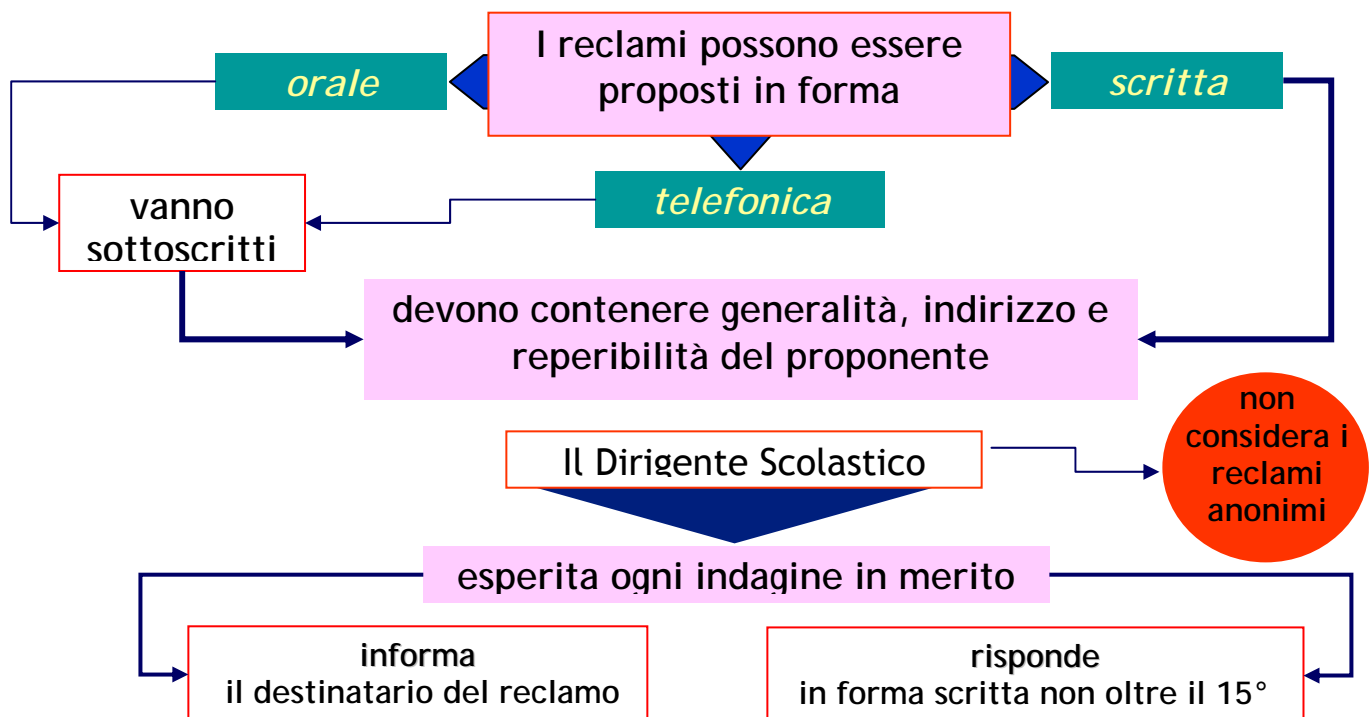 I reclami possono essere
proposti in forma
orale
scritta
telefonica
vanno
sottoscritti
devono contenere generalità, indirizzo e
reperibilità del proponente
non
considera i
reclami
anonimi
Il Dirigente Scolastico
esperita ogni indagine in merito
informa
il destinatario del reclamo
risponde
in forma scritta non oltre il 15°